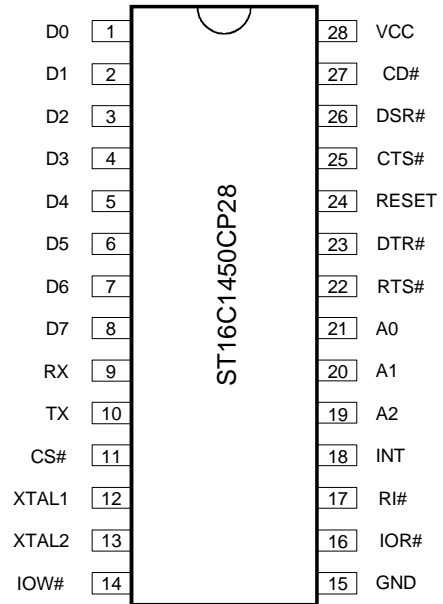 D0 1 28 VCC
D1 2 27 CD#
D2 3 26 DSR#
D3 4 25 CTS#
D4 5 24 RESET
D5 6 23 DTR#
D6 7 22 RTS#
D7 8 21 A0
RX 9 20 A1
TX 10 19 A2
CS# 11 18 INT
XTAL1 12 17 RI#
XTAL2 13 16 IOR#
IOW# 14 15 GND
ST16C1450CP28